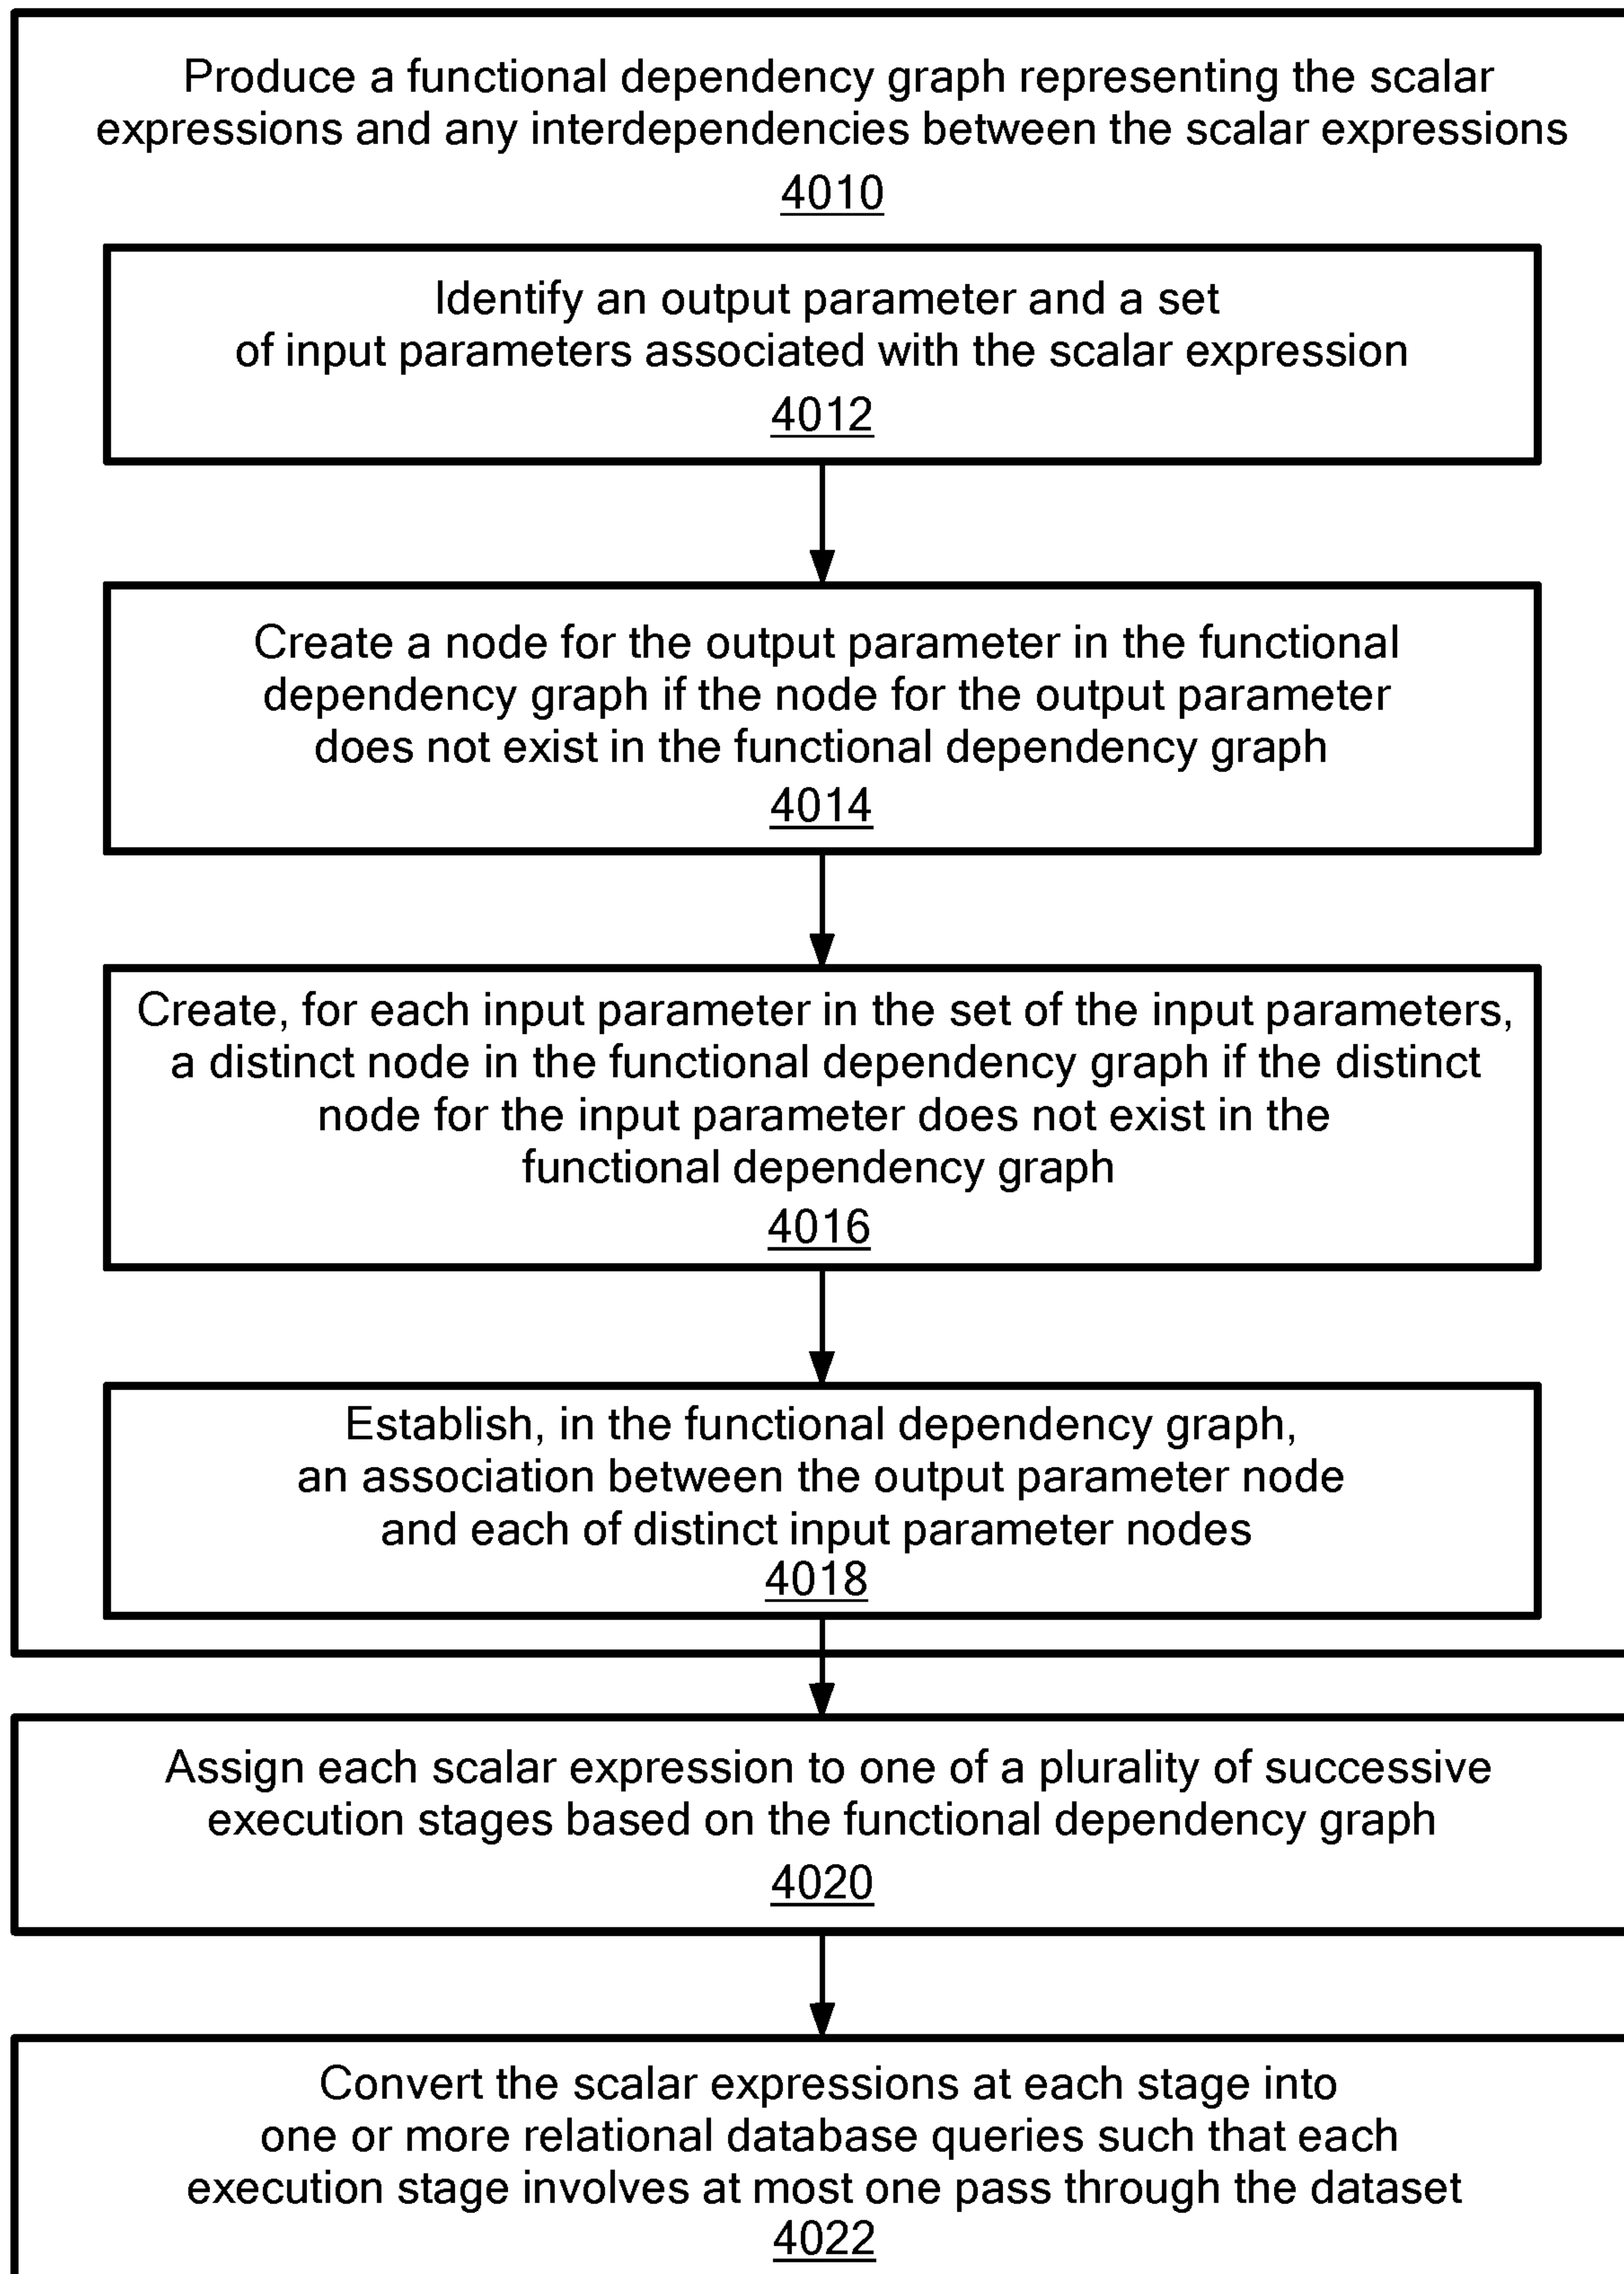 Produce a functional dependency graph representing the scalar
expressions and any interdependencies between the scalar expressions
4010
Identify an output parameter and a set
of input parameters associated with the scalar expression
4012
Create a node for the output parameter in the functional
dependency graph if the node for the output parameter
does not exist in the functional dependency graph
4014
Create, for each input parameter in the set of the input parameters,
a distinct node in the functional dependency graph if the distinct
node for the input parameter does not exist in the
functional dependency graph
4016
Establish, in the functional dependency graph,
an association between the output parameter node
and each of distinct input parameter nodes
4018
Assign each scalar expression to one of a plurality of successive
execution stages based on the functional dependency graph
4020
Convert the scalar expressions at each stage into
one or more relational database queries such that each
execution stage involves at most one pass through the dataset
4022